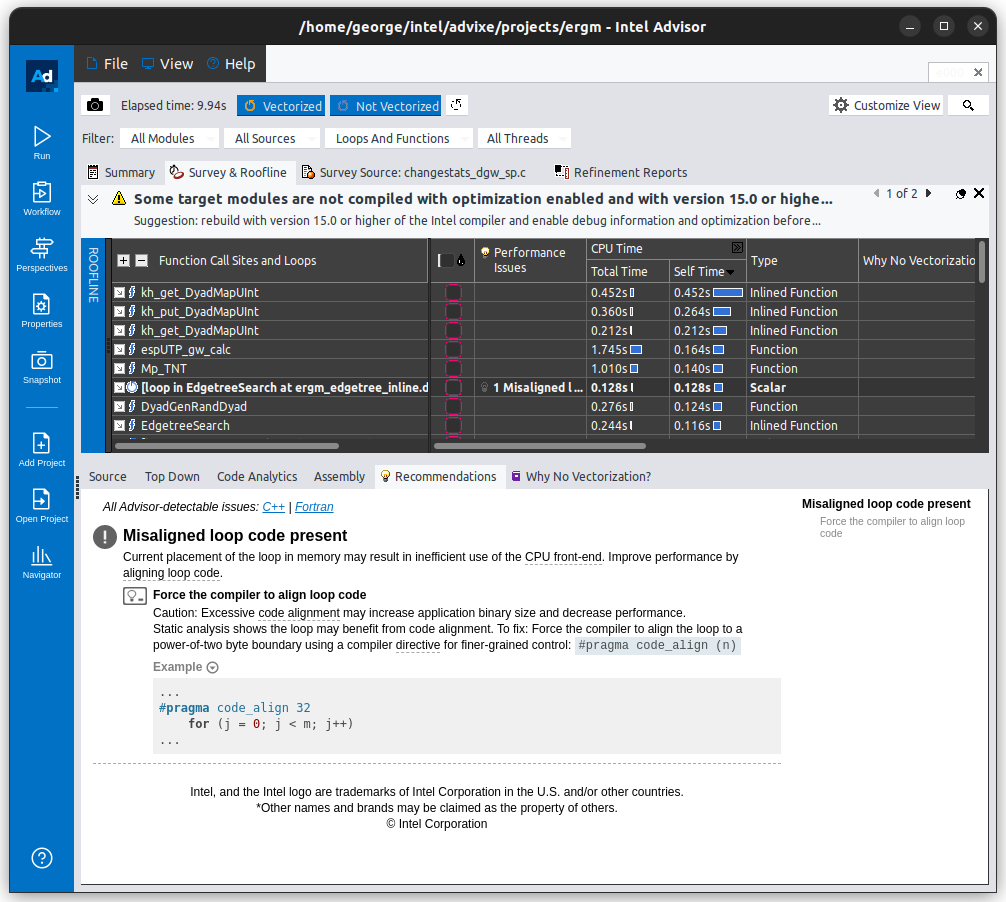 /home/george/intel/advixe/projects/ergm - Intel Advisor
Ad
File View Help
Elapsed time: 9.94s Vectorized Not Vectorized Customize View
Filter: All Modules All Sources Loops And Functions All Threads
Summary Survey & Roofline Survey Source: changestats_dgw_sp.c Refinement Reports
Some target modules are not compiled with optimization enabled and with version 15.0 or highe...
1 of 2
Suggestion: rebuild with version 15.0 or higher of the Intel compiler and enable debug information and optimization before...
ROOFLINE
Function Call Sites and Loops
Performance Issues
CPU Time
Total Time Self Time
Type
Why No Vectorizatio
kh_get_DyadMapUInt 0.452s 0.452s Inlined Function
kh_put_DyadMapUInt 0.360s 0.264s Inlined Function
kh_get_DyadMapUInt 0.212s 0.212s Inlined Function
espUTP_gw_calc 1.745s 0.164s Function
Mp_TNT 1.010s 0.140s Function
[loop in EdgetreeSearch at ergm_edgetree_inline.d 1 Misaligned l ... 0.128s 0.128s Scalar
DyadGenRandDyad 0.276s 0.124s Function
EdgetreeSearch 0.244s 0.116s Inlined Function
Run
Workflow
Perspectives
Properties
Snapshot
Add Project
Open Project
Navigator
Source Top Down Code Analytics Assembly Recommendations Why No Vectorization?
All Advisor-detectable issues: C++ | Fortran
Misaligned loop code present
Current placement of the loop in memory may result in inefficient use of the CPU front-end. Improve performance by
aligning loop code.
Force the compiler to align loop code
Caution: Excessive code alignment may increase application binary size and decrease performance.
Static analysis shows the loop may benefit from code alignment. To fix: Force the compiler to align the loop to a
power-of-two byte boundary using a compiler directive for finer-grained control: #pragma code_align (n)
Example
...
#pragma code_align 32
for (j = 0; j < m; j++)
...
Intel, and the Intel logo are trademarks of Intel Corporation in the U.S. and/or other countries.
*Other names and brands may be claimed as the property of others.
© Intel Corporation
Misaligned loop code present
Force the compiler to align loop
code